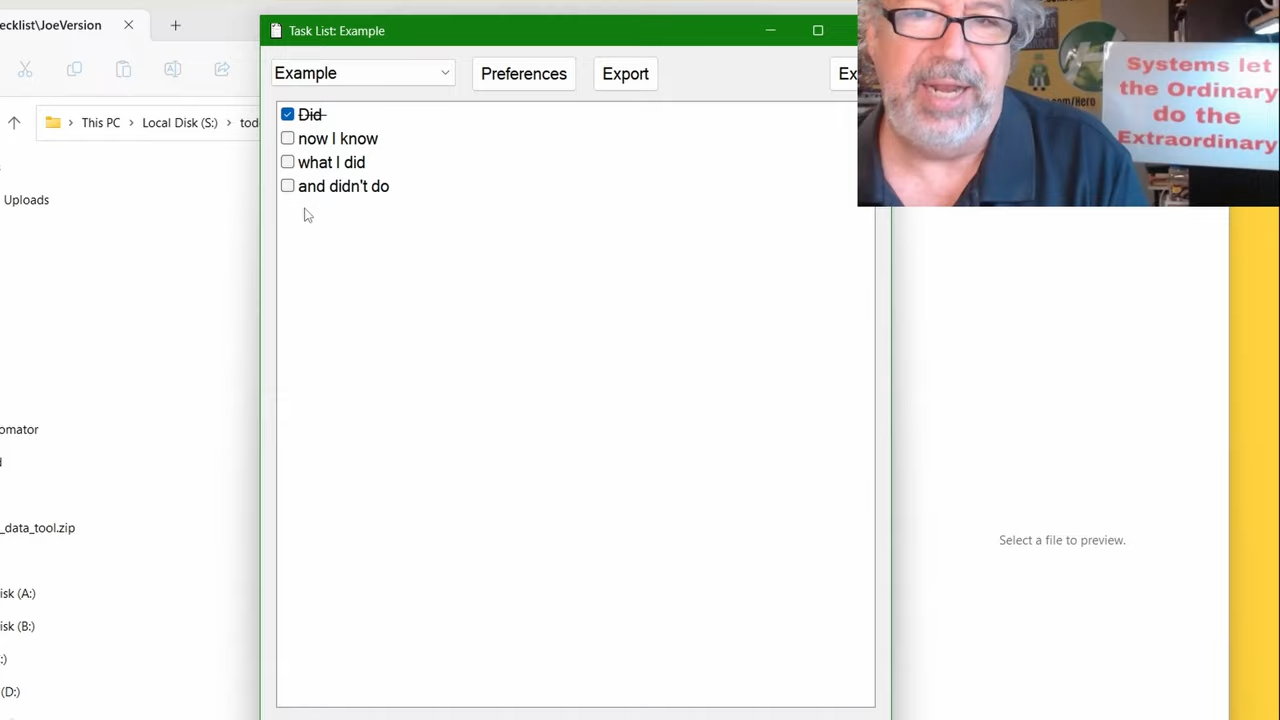 ecklist\JoeVersion
Task List: Example
Example
Preferences
Export
Ex
This PC
Local Disk (S:)
tod
Did
now I know
what I did
and didn't do
Uploads
omator
d
_data_tool.zip
isk (A:)
isk (B:)
:)
(D:)
Select a file to preview.
Systems let
the Ordinary
do the
Extraordinary
/Hero